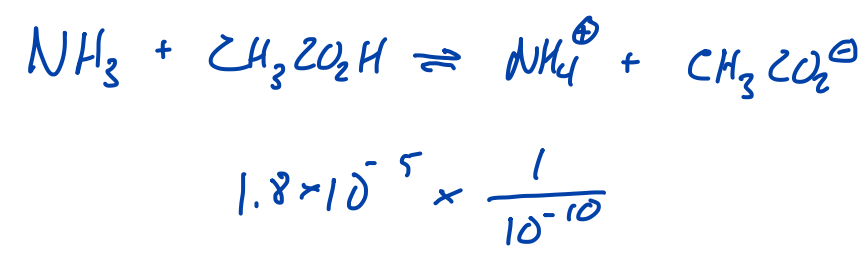 NH₃ + CH₃CO₂H ⇌ NH₄⊕ + CH₃CO₂⊖
1.8×10⁻⁵ × 1/10⁻¹⁰